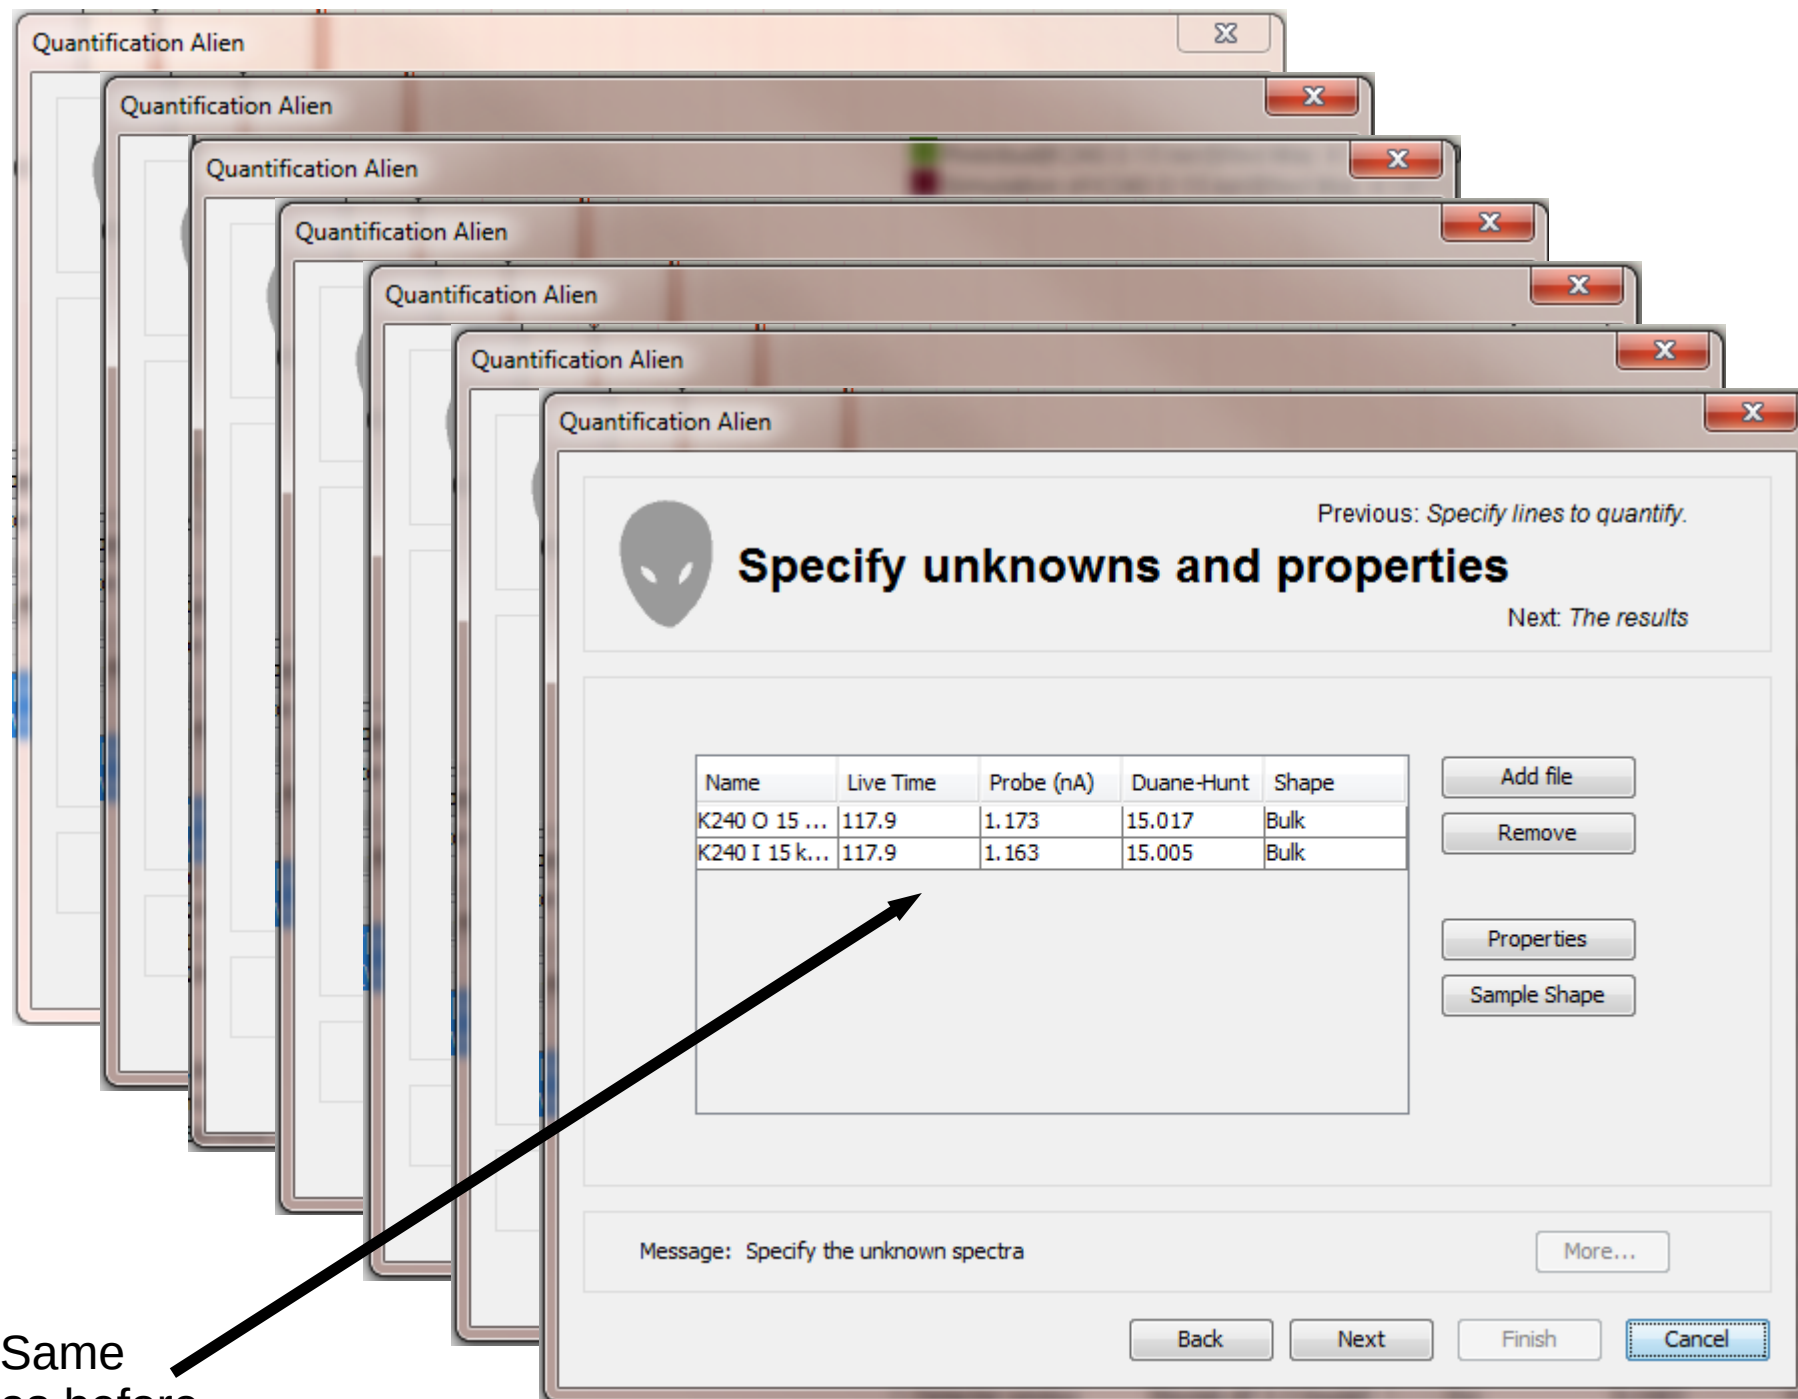 Quantification Alien
Quantification Alien
Quantification Alien
Quantification Alien
Quantification Alien
Quantification Alien
Quantification Alien
Previous: Specify lines to quantify.
Specify unknowns and properties
Next: The results
Name Live Time Probe (nA) Duane-Hunt Shape
K240 O 15 ... 117.9 1.173 15.017 Bulk
K240 I 15 k... 117.9 1.163 15.005 Bulk
Add file
Remove
Properties
Sample Shape
Message: Specify the unknown spectra
More...
Back Next Finish Cancel
Same
as before